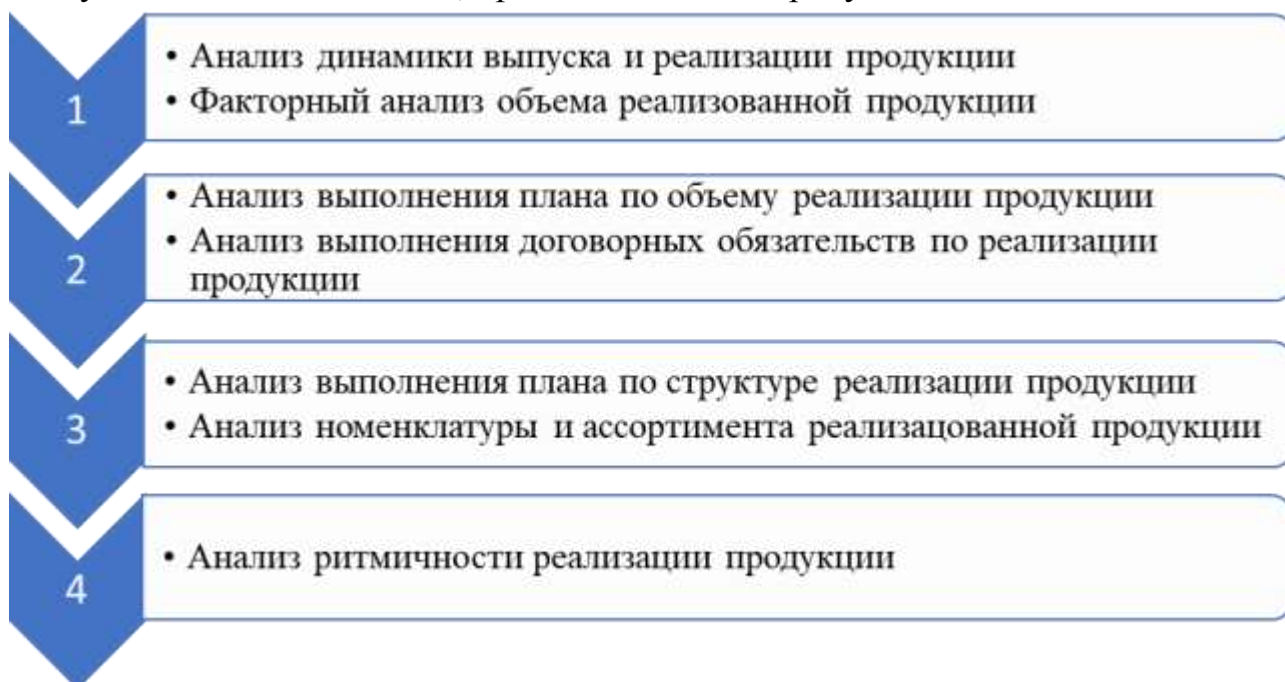 1
• Анализ динамики выпуска и реализации продукции
• Факторный анализ объема реализованной продукции
2
• Анализ выполнения плана по объему реализации продукции
• Анализ выполнения договорных обязательств по реализации
продукции
3
• Анализ выполнения плана по структуре реализации продукции
• Анализ номенклатуры и ассортимента реализацованной продукции
4
• Анализ ритмичности реализации продукции